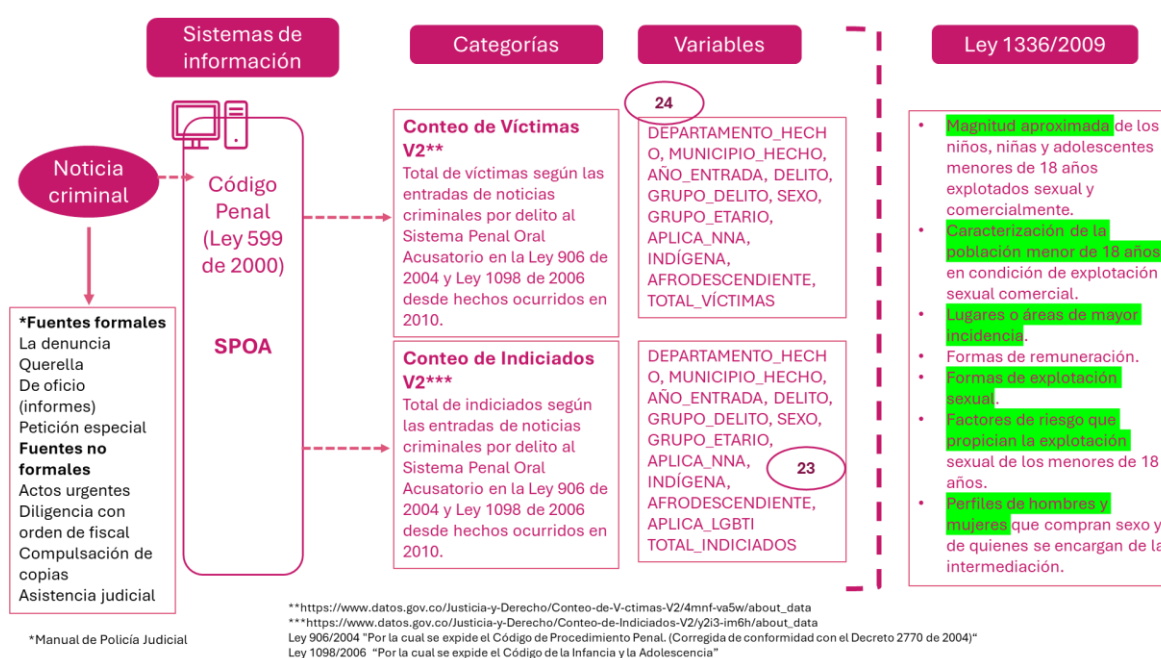 Sistemas de
información
Categorías
Variables
Ley 1336/2009
Noticia
criminal
*Fuentes formales
La denuncia
Querella
De oficio
(informes)
Petición especial
Fuentes no
formales
Actos urgentes
Diligencia con
orden de fiscal
Compulsación de
copias
Asistencia judicial
Código
Penal
(Ley 599
de 2000)
SPOA
Conteo de Víctimas
V2**
Total de víctimas según las
entradas de noticias
criminales por delito al
Sistema Penal Oral
Acusatorio en la Ley 906 de
2004 y Ley 1098 de 2006
desde hechos ocurridos en
2010.
Conteo de Indiciados
V2***
Total de indiciados según
las entradas de noticias
criminales por delito al
Sistema Penal Oral
Acusatorio en la Ley 906 de
2004 y Ley 1098 de 2006
desde hechos ocurridos en
2010.
24
DEPARTAMENTO_HECH
O, MUNICIPIO_HECHO,
AÑO_ENTRADA, DELITO,
GRUPO_DELITO, SEXO,
GRUPO_ETARIO,
APLICA_NNA,
INDÍGENA,
AFRODESCENDIENTE,
TOTAL_VÍCTIMAS
DEPARTAMENTO_HECH
O, MUNICIPIO_HECHO,
AÑO_ENTRADA, DELITO,
GRUPO_DELITO, SEXO,
GRUPO_ETARIO,
APLICA_NNA,
INDÍGENA,
AFRODESCENDIENTE,
APLICA_LGBTI
TOTAL_INDICIADOS
23
• Magnitud aproximada de los
niños, niñas y adolescentes
menores de 18 años
explotados sexual y
comercialmente.
• Caracterización de la
población menor de 18 años
en condición de explotación
sexual comercial.
• Lugares o áreas de mayor
incidencia.
• Formas de remuneración.
• Formas de explotación
sexual.
• Factores de riesgo que
propician la explotación
sexual de los menores de 18
años.
• Perfiles de hombres y
mujeres que compran sexo y
de quienes se encargan de la
intermediación.
**https://www.datos.gov.co/Justicia-y-Derecho/Conteo-de-V-ctimas-V2/4mnf-va5w/about_data
***https://www.datos.gov.co/Justicia-y-Derecho/Conteo-de-Indiciados-V2/y2i3-im6h/about_data
Ley 906/2004 "Por la cual se expide el Código de Procedimiento Penal. (Corregida de conformidad con el Decreto 2770 de 2004)"
Ley 1098/2006 "Por la cual se expide el Código de la Infancia y la Adolescencia"
*Manual de Policía Judicial